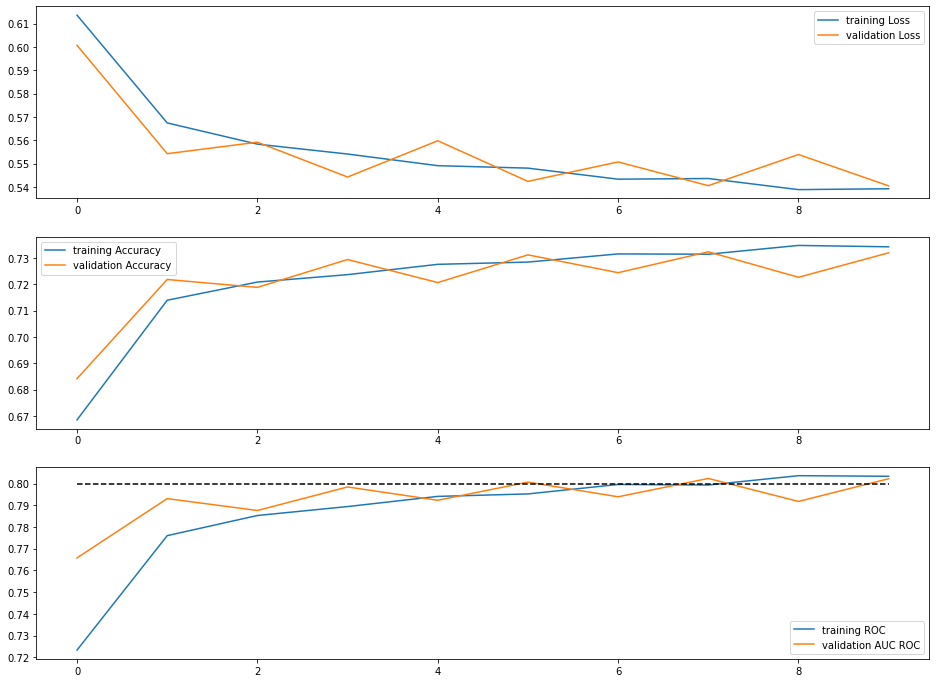 0.61
0.60
0.59
0.58
0.57
0.56
0.55
0.54
training Loss
validation Loss
0 2 4 6 8
0.73
0.72
0.71
0.70
0.69
0.68
0.67
training Accuracy
validation Accuracy
0 2 4 6 8
0.80
0.79
0.78
0.77
0.76
0.75
0.74
0.73
0.72
training ROC
validation AUC ROC
0 2 4 6 8